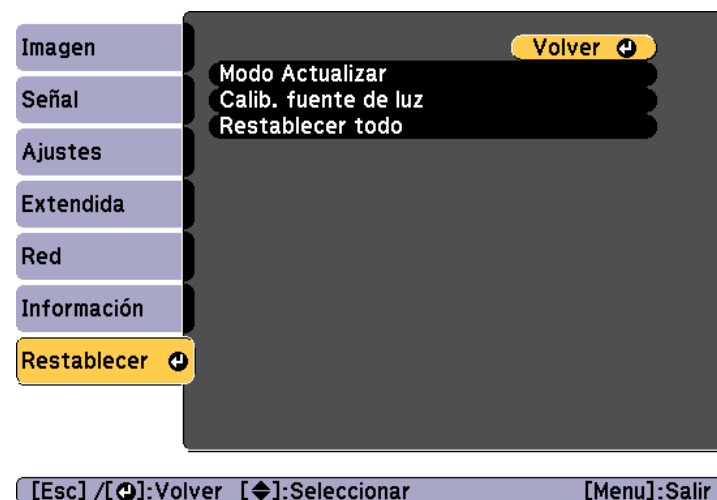 Imagen
Señal
Ajustes
Extendida
Red
Información
Restablecer
Volver
Modo Actualizar
Calib. fuente de luz
Restablecer todo
[Esc] /[⏎]:Volver [◆]:Seleccionar [Menu]:Salir